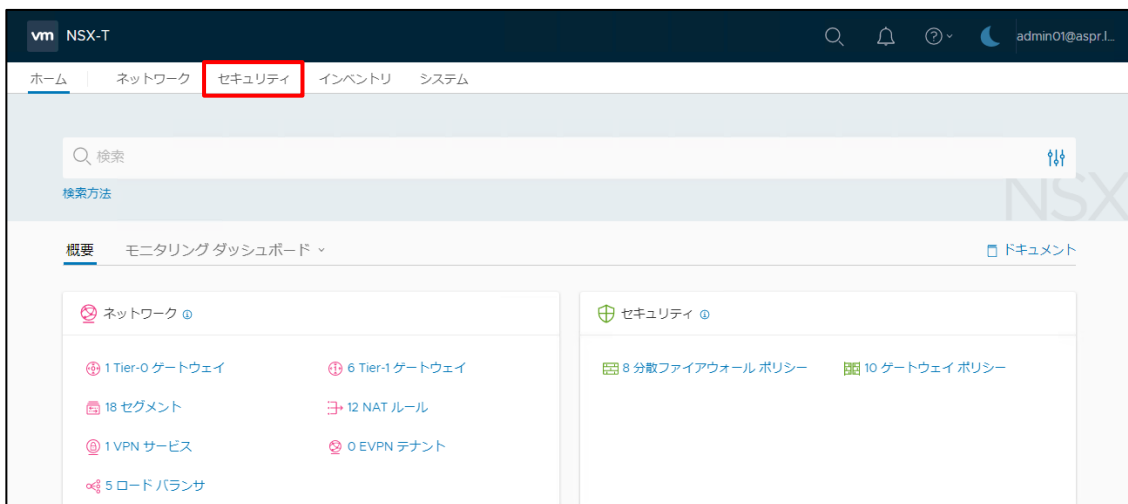 vm NSX-T admin01@aspr.l...
ホーム ネットワーク セキュリティ インベントリ システム
検索
検索方法
NSX
概要 モニタリング ダッシュボード ドキュメント
ネットワーク
セキュリティ
1 Tier-0 ゲートウェイ 6 Tier-1 ゲートウェイ
8 分散ファイアウォール ポリシー 10 ゲートウェイ ポリシー
18 セグメント 12 NAT ルール
1 VPN サービス 0 EVPN テナント
5 ロード バランサ